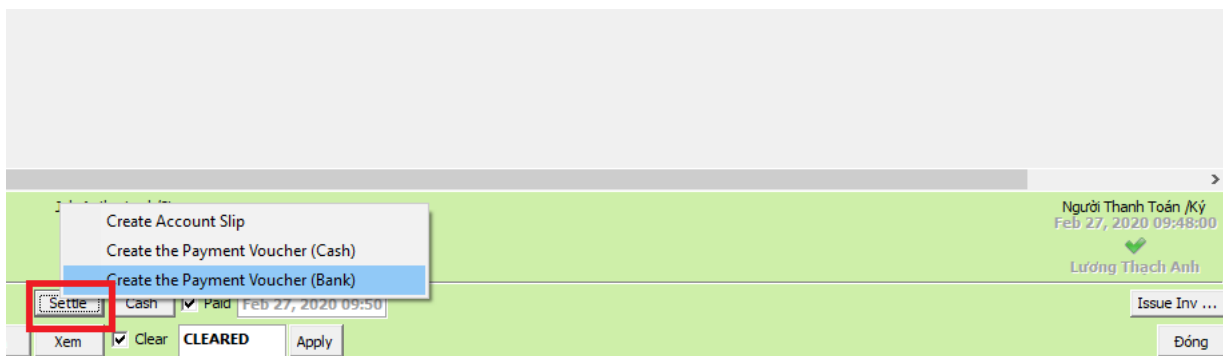 Người Thanh Toán /Ký
Feb 27, 2020 09:48:00
Lương Thạch Anh
Create Account Slip
Create the Payment Voucher (Cash)
Create the Payment Voucher (Bank)
Settle Cash Paid Feb 27, 2020 09:50 Issue Inv ...
Xem Clear CLEARED Apply Đóng